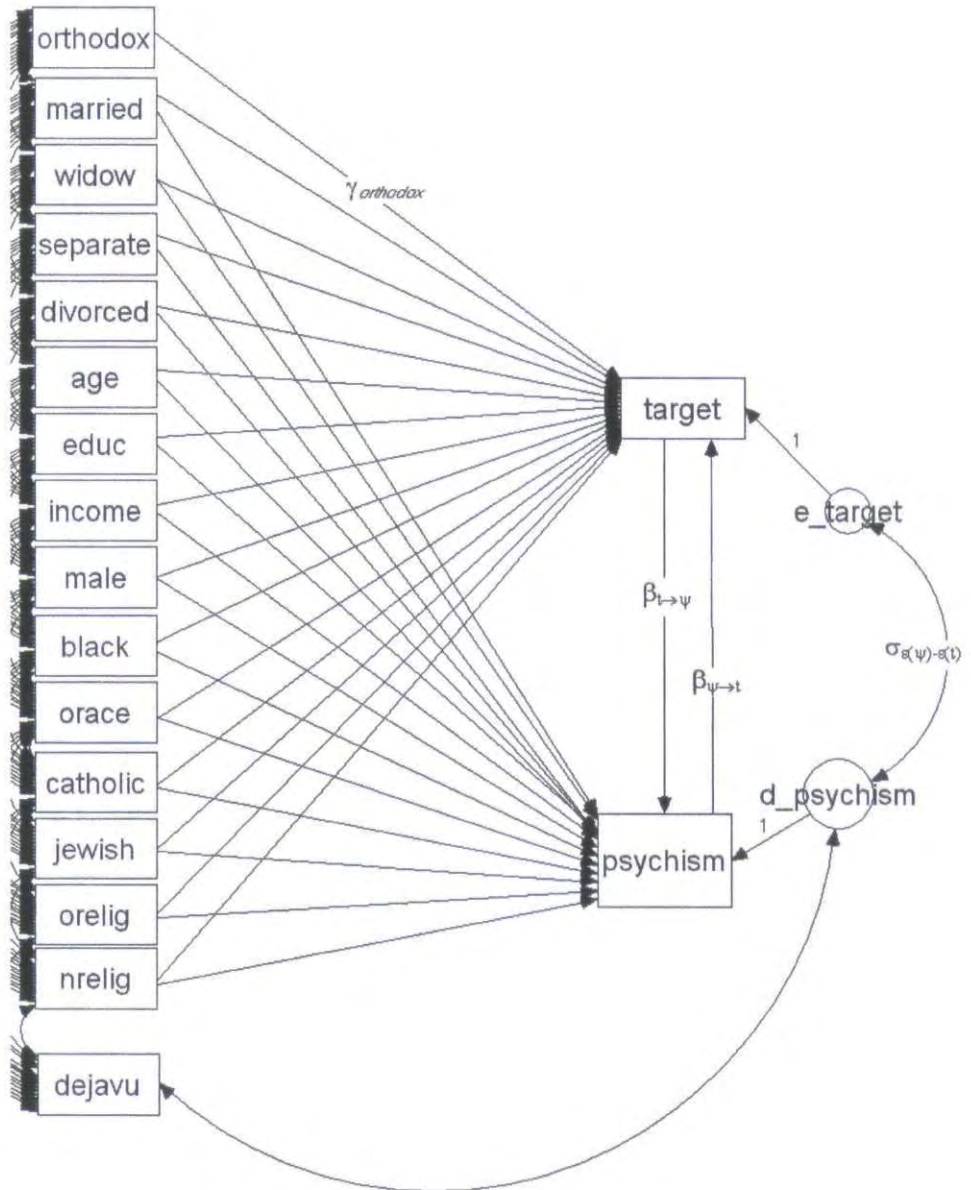 orthodox
married
widow
separate
divorced
age
educ
income
male
black
orace
catholic
jewish
orelig
nrelig
dejavu
γ orthodox
target
1
e_target
β t→ψ
β ψ→t
σ ε(ψ)-ε(t)
d_psychism
1
psychism